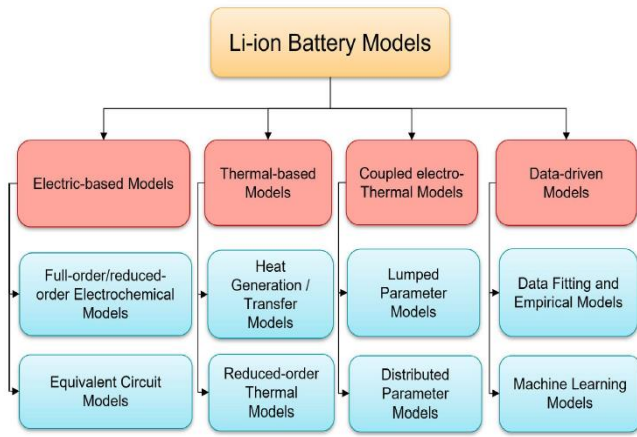 Li-ion Battery Models
Electric-based Models
Thermal-based
Models
Coupled electro-
Thermal Models
Data-driven
Models
Full-order/reduced-
order Electrochemical
Models
Heat
Generation /
Transfer
Models
Lumped
Parameter
Models
Data Fitting and
Empirical Models
Equivalent Circuit
Models
Reduced-order
Thermal
Models
Distributed
Parameter
Models
Machine Learning
Models